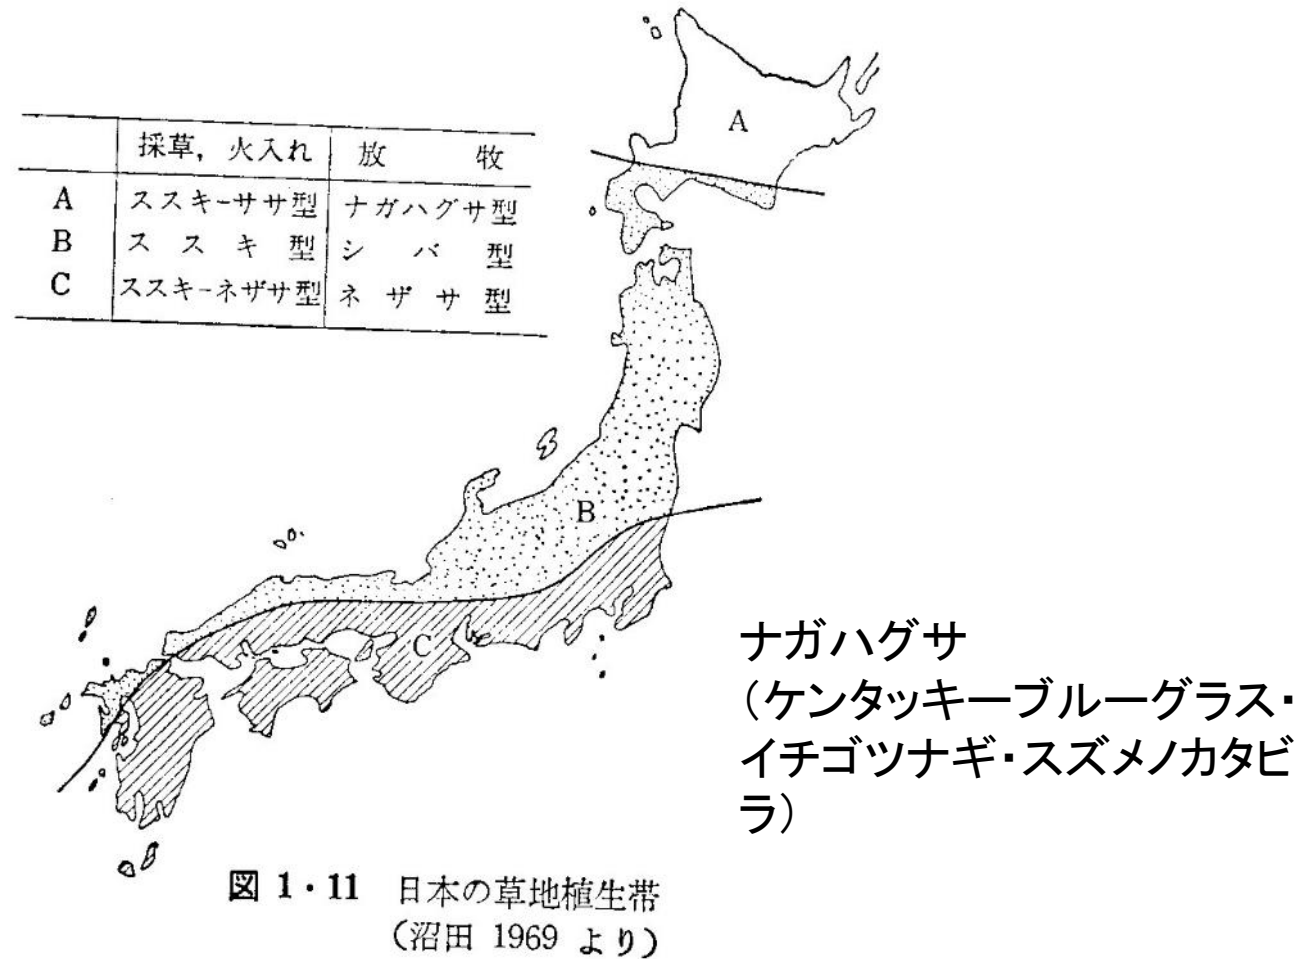 採草，火入れ 放牧
A ススキ-ササ型 ナガハグサ型
B ススキ型 シバ型
C ススキ-ネザサ型 ネザサ型
A
B
C
ナガハグサ
（ケンタッキーブルーグラス・
イチゴツナギ・スズメノカタビ
ラ）
図 1・11 日本の草地植生帯
（沼田 1969 より）